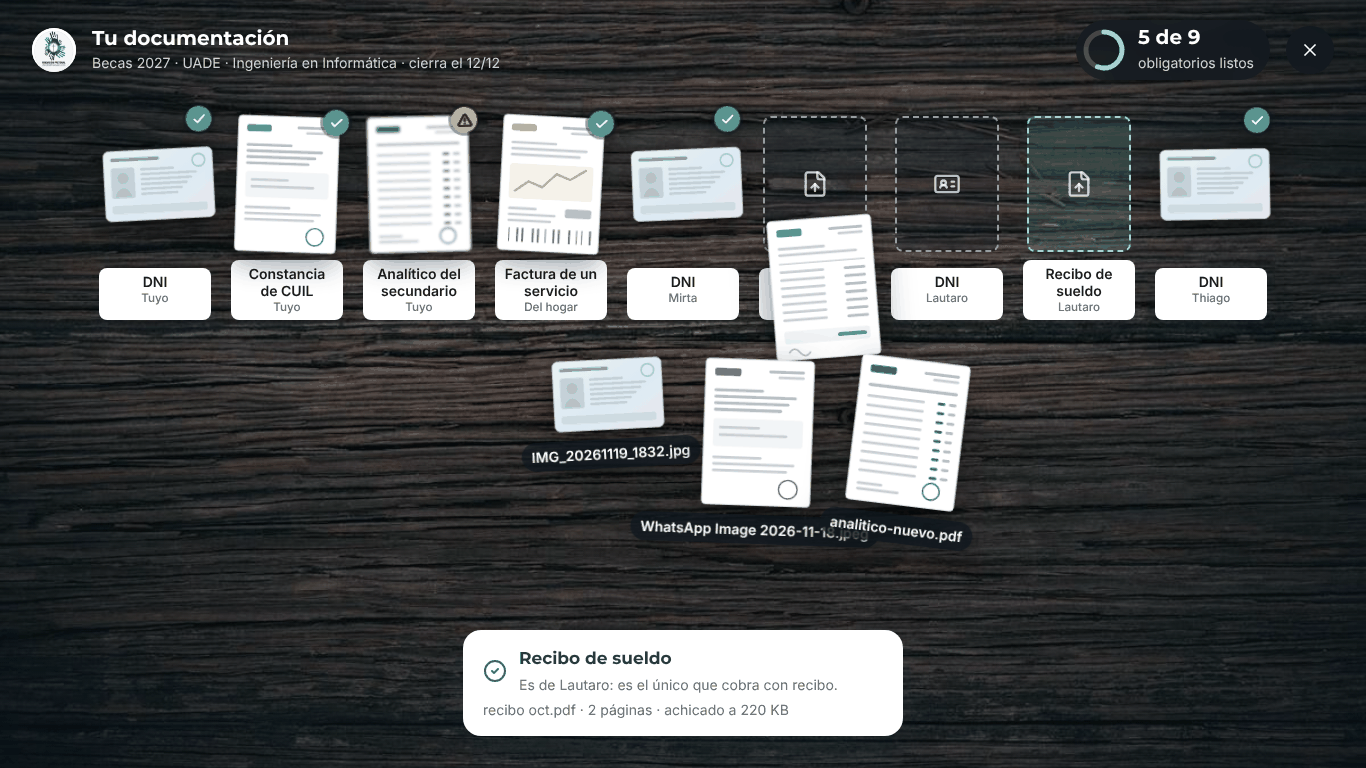 Tu documentación
Becas 2027 · UADE · Ingeniería en Informática · cierra el 12/12
5 de 9
obligatorios listos
DNI
Tuyo
Constancia
de CUIL
Tuyo
Analítico del
secundario
Tuyo
Factura de un
servicio
Del hogar
DNI
Mirta
DNI
Lautaro
Recibo de
sueldo
Lautaro
DNI
Thiago
IMG_20261119_1832.jpg
WhatsApp Image 2026-11-18.jpeg
analitico-nuevo.pdf
Recibo de sueldo
Es de Lautaro: es el único que cobra con recibo.
recibo oct.pdf · 2 páginas · achicado a 220 KB